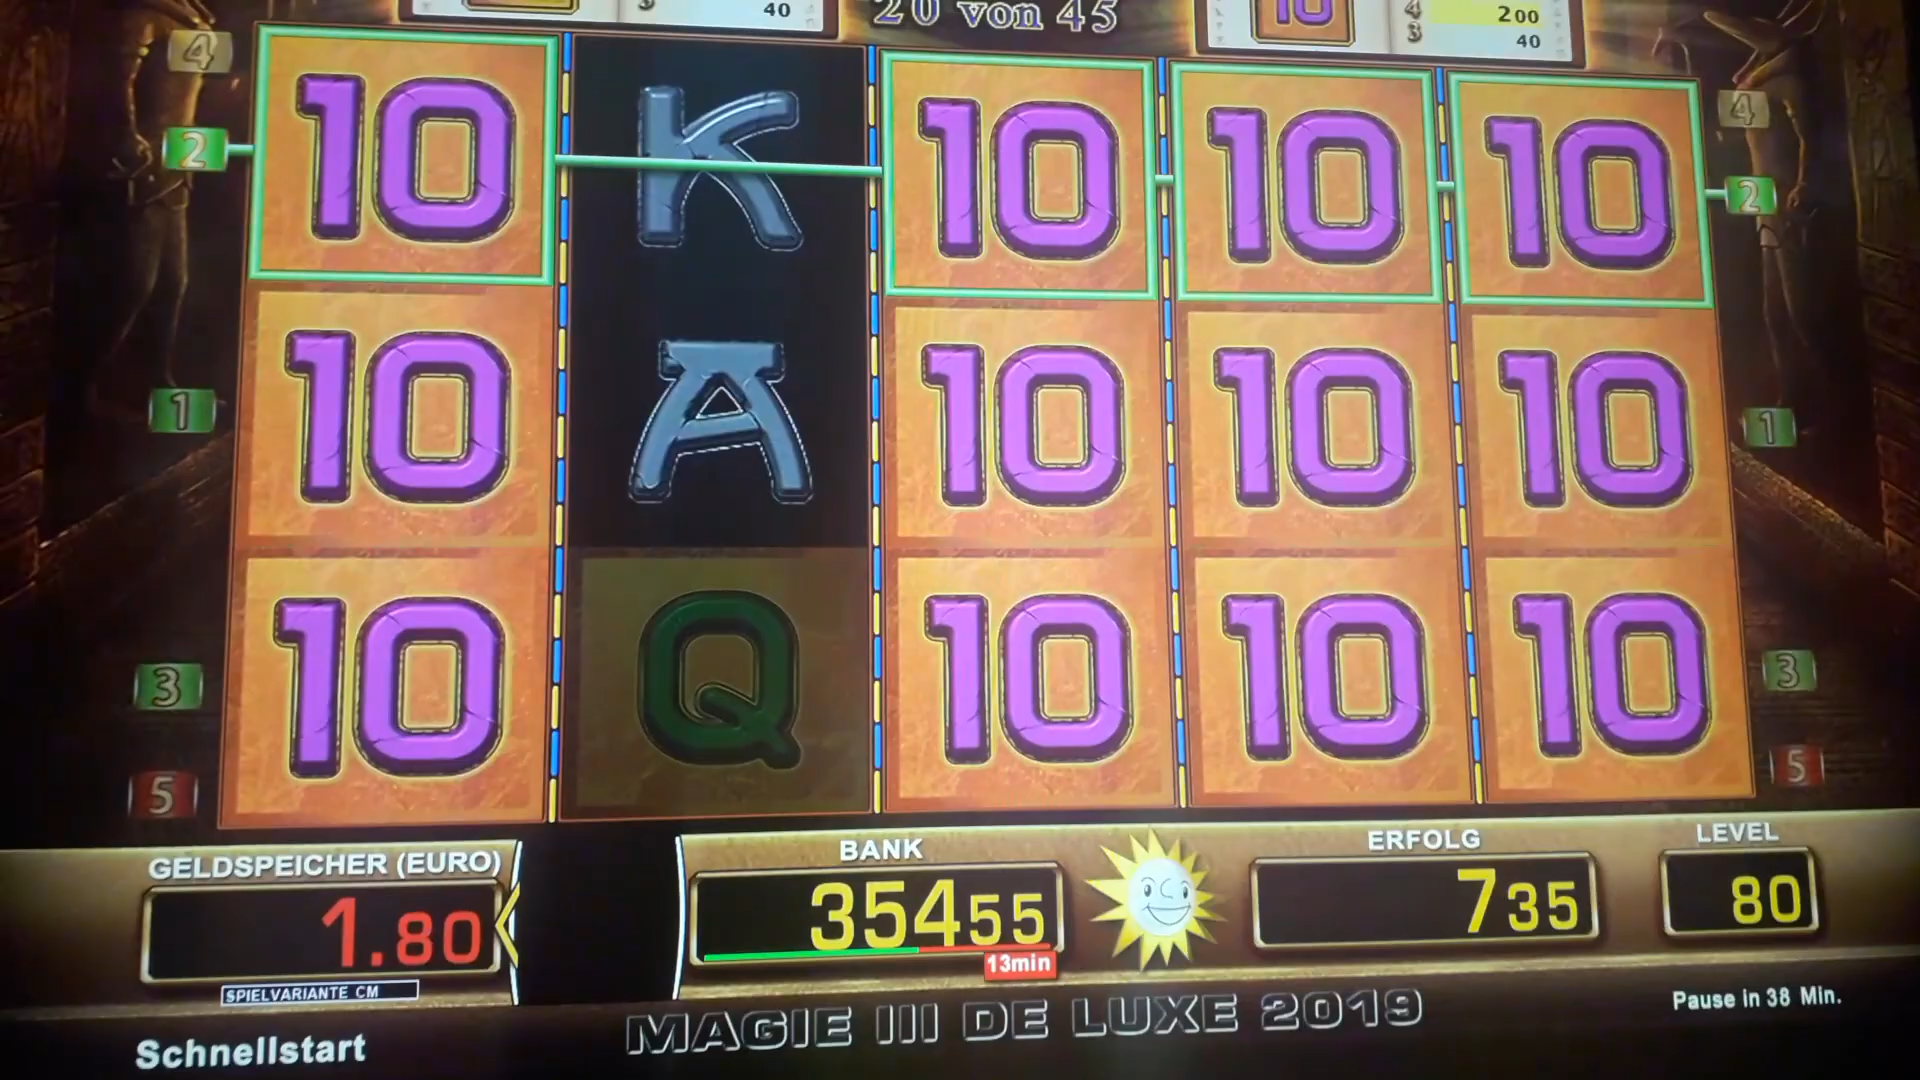 3 40
20 von 45
10
4 200
3 40
4 4
10 K 10 10 10
2 2
10 A 10 10 10
1 1
10 Q 10 10 10
3 3
5 5
GELDSPEICHER (EURO) BANK ERFOLG LEVEL
1.80 35455 735 80
13min
SPIELVARIANTE CM
Pause in 38 Min.
MAGIE III DE LUXE 2019
Schnellstart